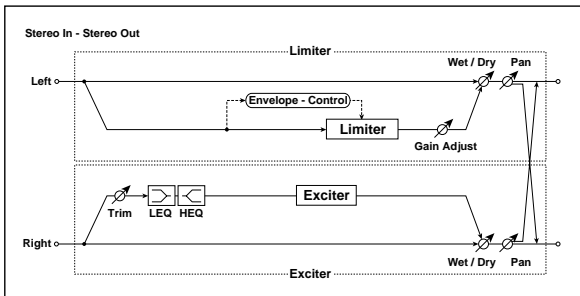 Stereo In - Stereo Out
Limiter
Wet / Dry
Pan
Left
Envelope - Control
Limiter
Gain Adjust
Trim
LEQ
HEQ
Exciter
Right
Wet / Dry
Pan
Exciter